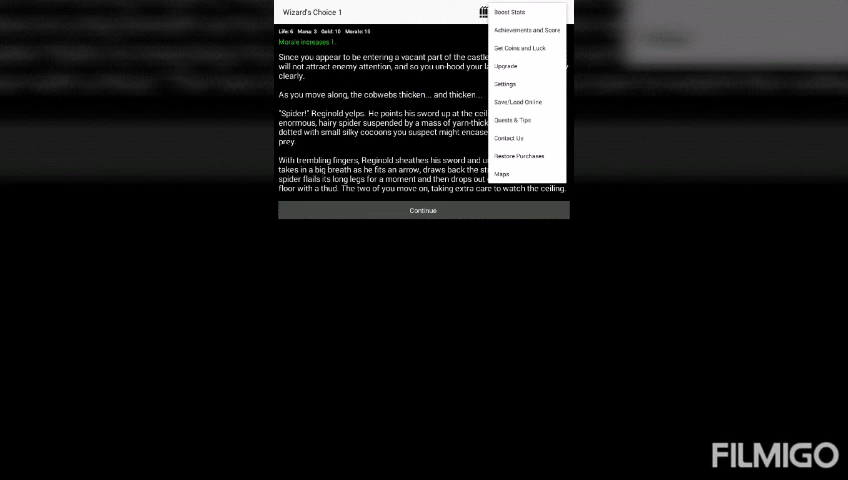 Wizard's Choice 1
Life: 6 Mana: 3 Gold: 10 Morale: 15
Morale increases 1.
Since you appear to be entering a vacant part of the castle
will not attract enemy attention, and so you un-hood your
clearly.
As you move along, the cobwebs thicken... and thicken...
"Spider!" Reginold yelps. He points his sword up at the
enormous, hairy spider suspended by a mass of
dotted with small silky cocoons you suspect might
prey.
With trembling fingers, Reginold sheathes his sword and
takes in a big breath as he fits an arrow, draws back the
spider flails its long legs for a moment and then drops
floor with a thud. The two of you move on, taking extra care to watch the ceiling.
Continue
Boost Stats
Achievements and Score
Get Coins and Luck
Upgrade
Settings
Save/Load Online
Quests & Tips
Contact Us
Restore Purchases
Maps
FILMIGO